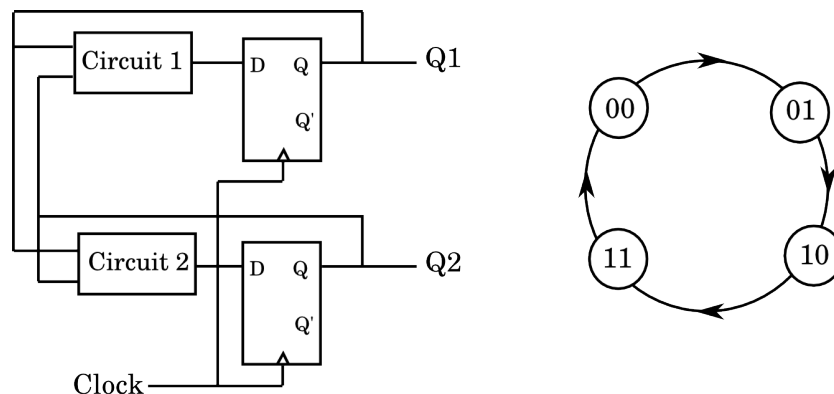 Circuit 1
D Q
Q'
Q1
Circuit 2
D Q
Q'
Q2
Clock
00
01
11
10